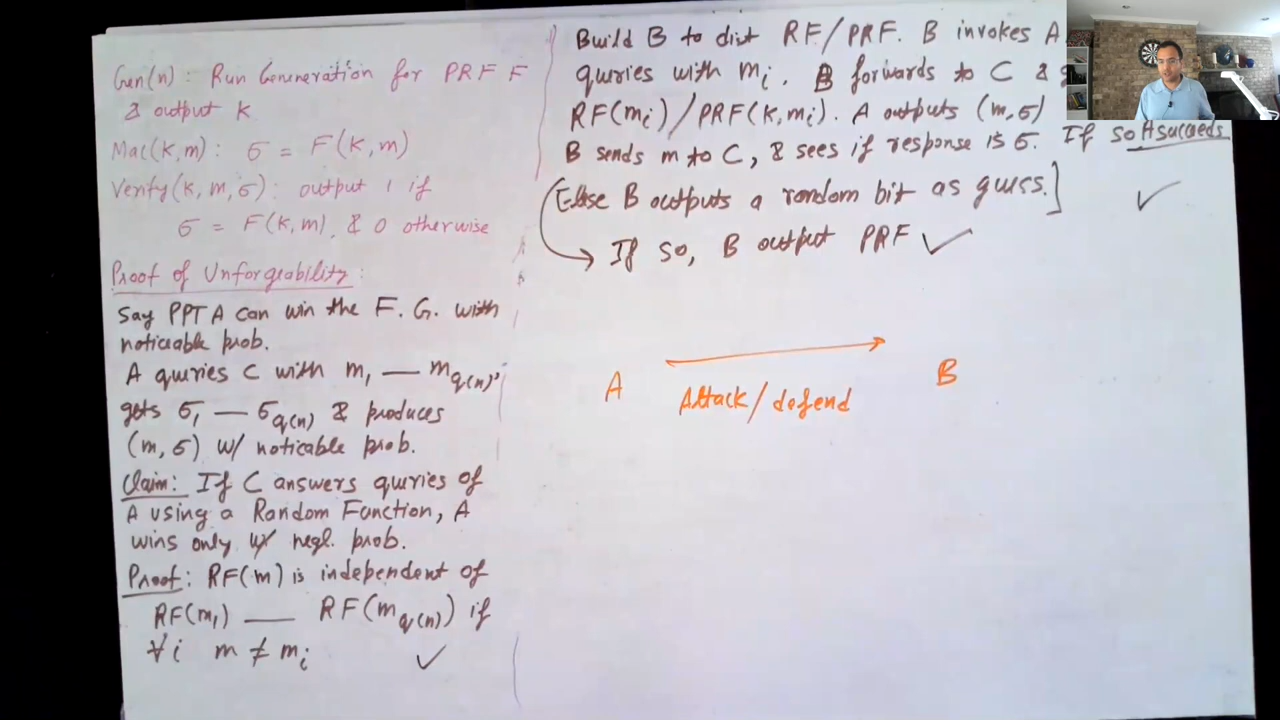 Gen(n): Run Generation for PRF F
& output K
Mac(K,m): σ = F(K,m)
Verify(K, m, σ): output 1 if
σ = F(K,m), & 0 otherwise
Proof of Unforgeability:
Say PPT A can win the F. G. with
noticeable prob.
A queries C with m₁ — m_q(n),
gets σ₁ — σ_q(n) & produces
(m, σ) w/ noticable prob.
Claim: If C answers queries of
A using a Random Function, A
wins only w/ negl. prob.
Proof: RF(m) is independent of
RF(m₁) — RF(m_q(n)) if
∀i m ≠ mᵢ ✓
Build B to dist RF/PRF. B invokes A
queries with mᵢ. B forwards to C &
RF(mᵢ)/PRF(K,mᵢ). A outputs (m,σ)
B sends m to C, & sees if response is σ. If so A succeeds
(Else B outputs a random bit as guess.] ✓
→ If so, B output PRF ✓
A → B
Attack/defend